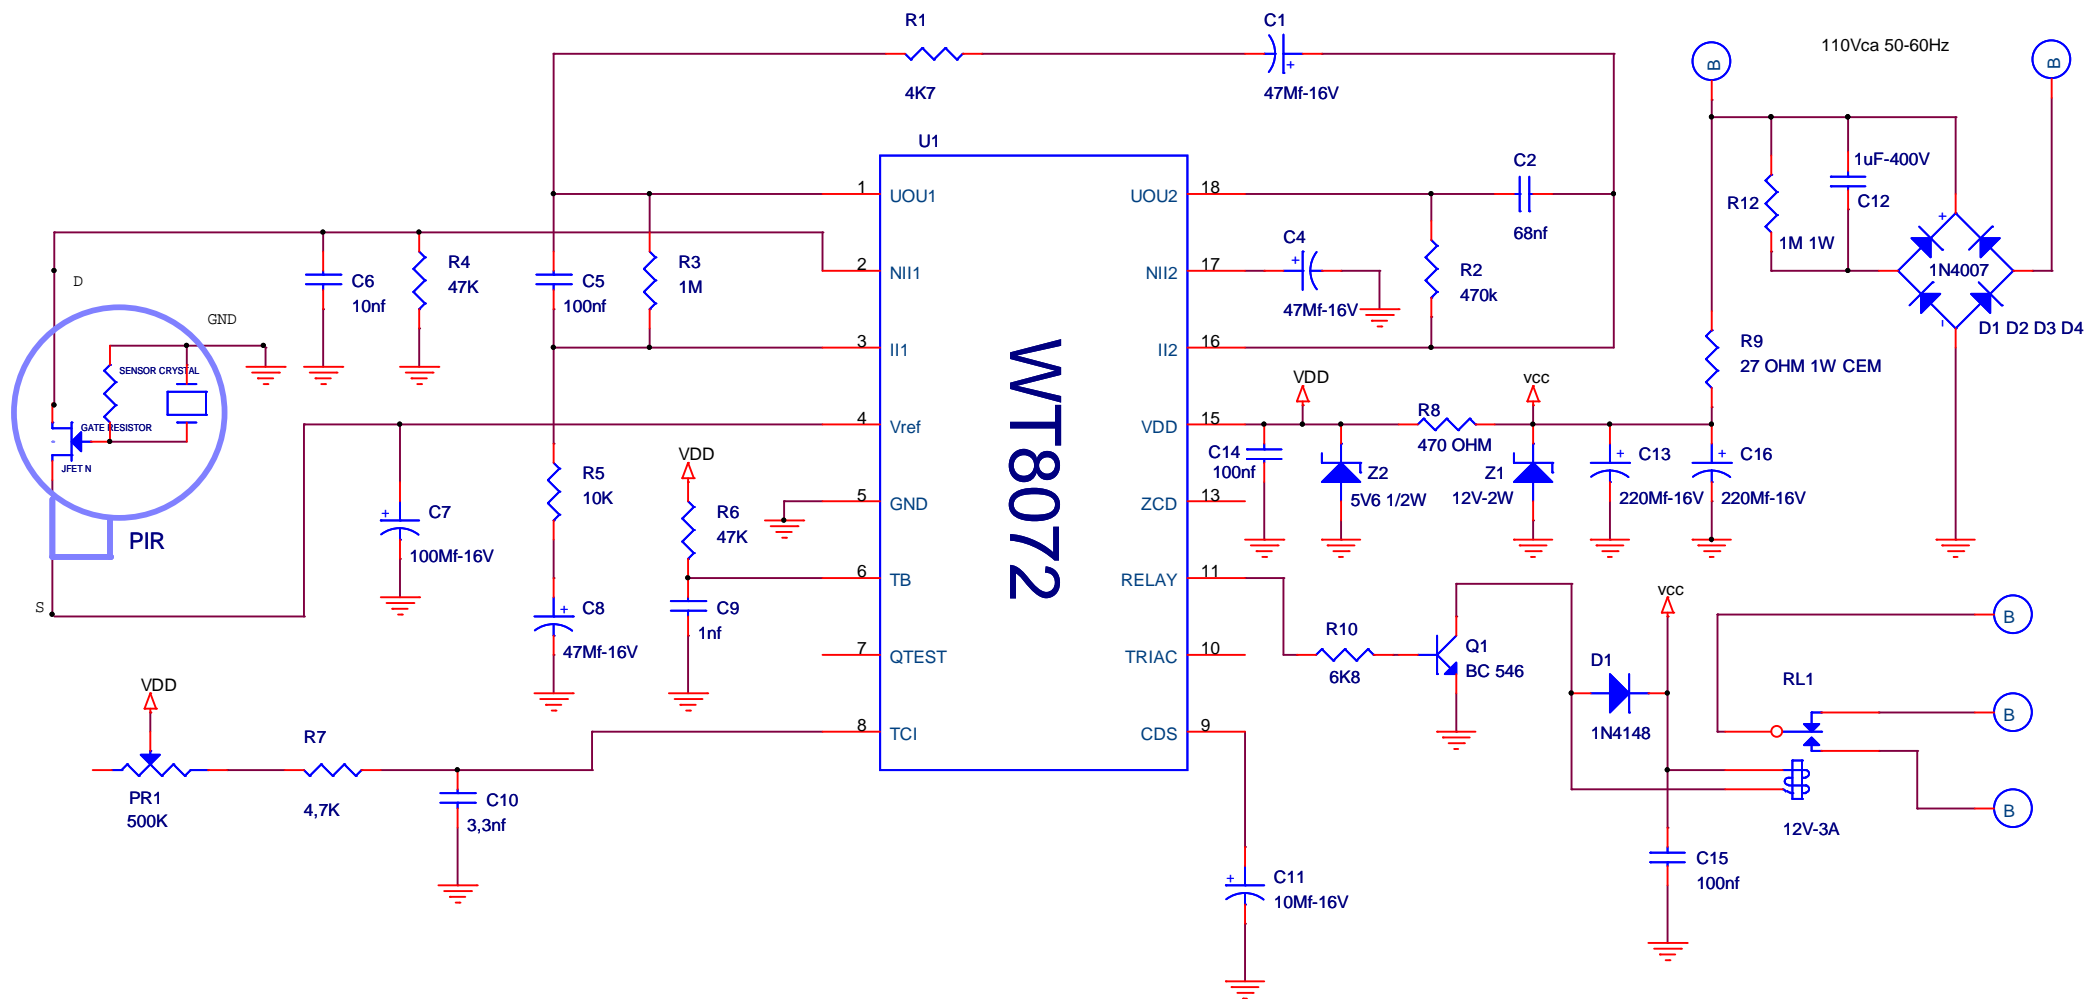 R1
4K7
C1
+
47Mf-16V
110Vca 50-60Hz
B
B
U1
WT8072
1 UOU1
2 NII1
3 II1
4 Vref
5 GND
6 TB
7 QTEST
8 TCI
UOU2 18
NII2 17
II2 16
VDD 15
ZCD 13
RELAY 11
TRIAC 10
CDS 9
C2
68nf
C4
+
47Mf-16V
R2
470k
1uF-400V
C12
R12
1M 1W
+
1N4007
-
D1 D2 D3 D4
R9
27 OHM 1W CEM
D
C6
10nf
R4
47K
C5
100nf
R3
1M
GND
SENSOR CRYSTAL
GATE RESISTOR
JFET N
PIR
S
+
C7
100Mf-16V
R5
10K
VDD
R6
47K
C9
1nf
+
C8
47Mf-16V
VDD
PR1
500K
R7
4,7K
C10
3,3nf
VDD
vcc
R8
470 OHM
C14
100nf
Z2
5V6 1/2W
Z1
12V-2W
+
C13
220Mf-16V
+
C16
220Mf-16V
R10
6K8
Q1
BC 546
vcc
D1
1N4148
RL1
12V-3A
B
B
B
C15
100nf
+
C11
10Mf-16V